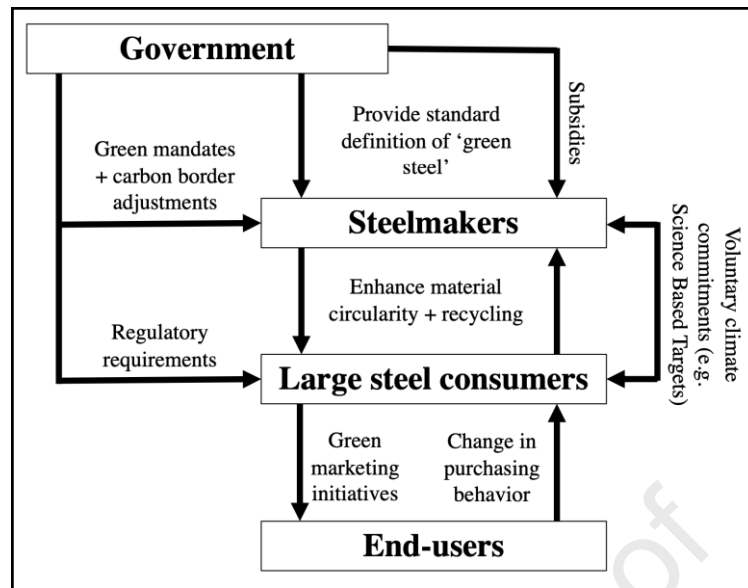 Government
Provide standard
definition of ‘green
steel’
Subsidies
Green mandates
+ carbon border
adjustments
Steelmakers
Voluntary climate
commitments (e.g.
Science Based Targets)
Enhance material
circularity + recycling
Regulatory
requirements
Large steel consumers
Green
marketing
initiatives
Change in
purchasing
behavior
End-users
of